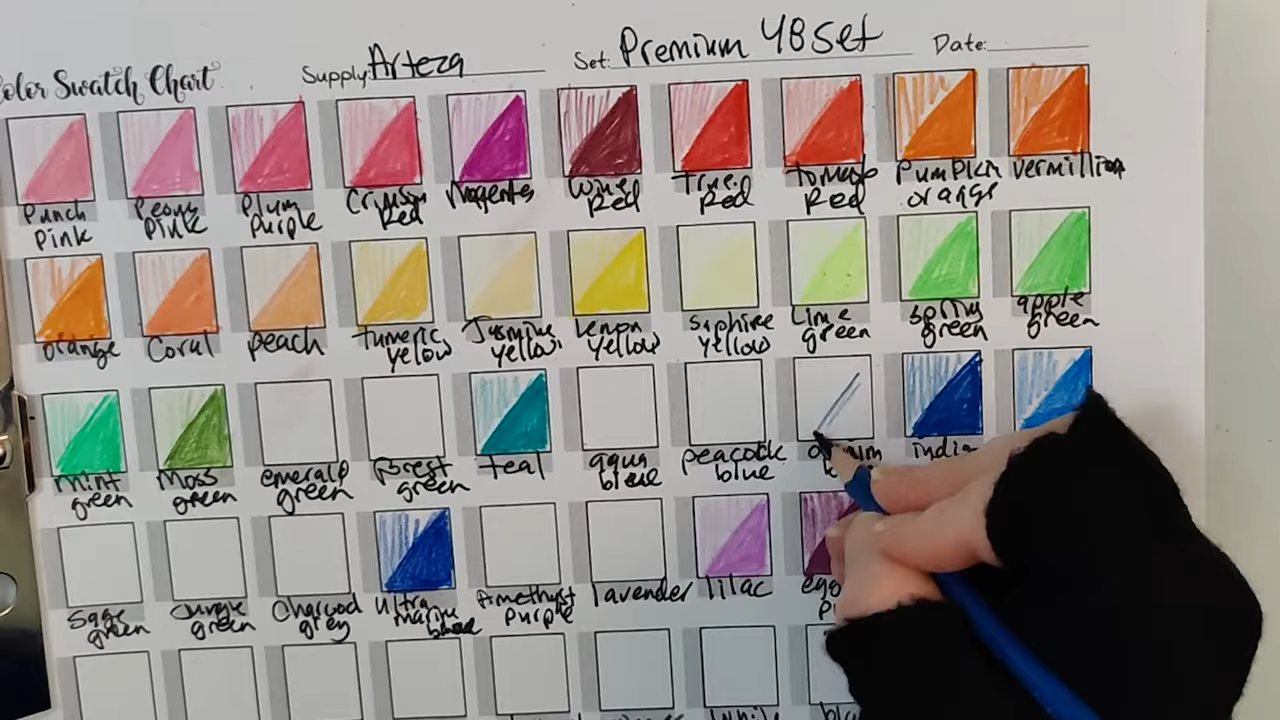 Color Swatch Chart
Supply: Arteza
Set: Premium 48 Set
Date:
Punch Pink
Peony Pink
Plum Purple
Crimson Red
Magenta
Wine Red
True Red
Tomato Red
Pumpkin orange
Vermillion
orange
Coral
peach
Tumeric yellow
Jasmine yellow
Lemon yellow
Saphire yellow
Lime green
Spring green
apple green
Mint green
Moss green
emerald green
Forest green
teal
aqua blue
peacock blue
Sage green
Jungle green
Charcoal grey
Ultra marine blue
Amethyst purple
lavender
lilac